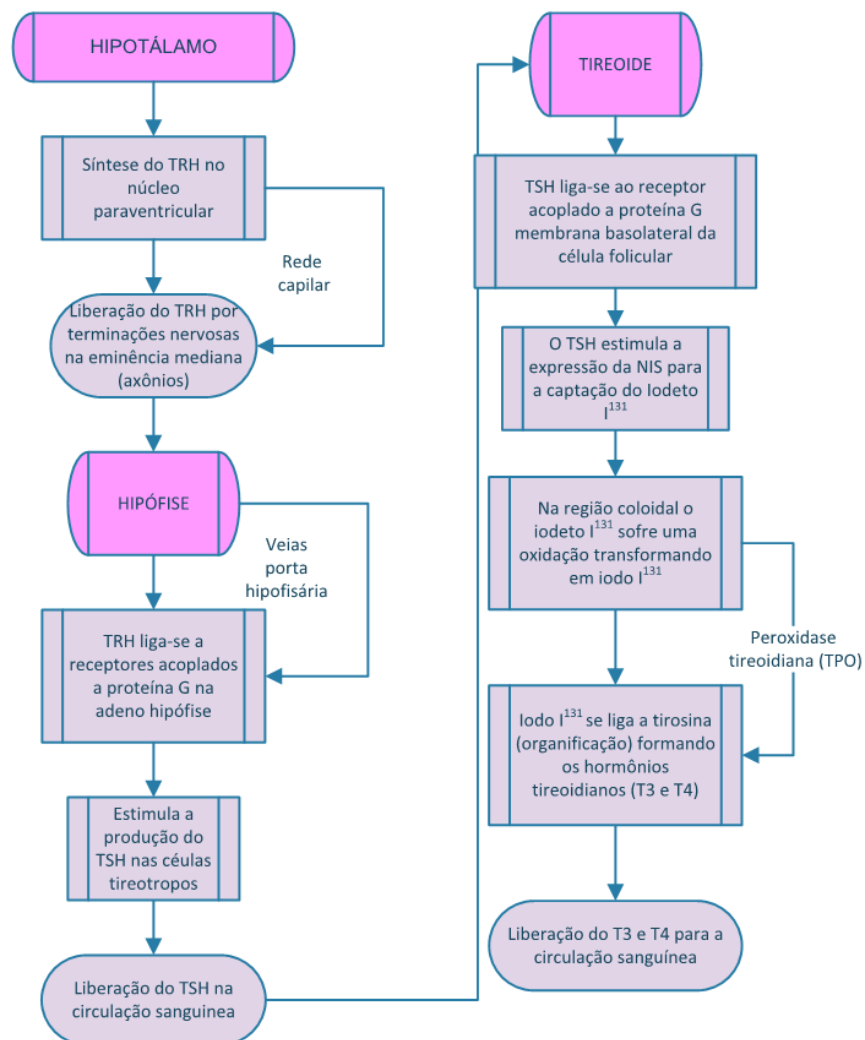 HIPOTÁLAMO
Síntese do TRH no
núcleo
paraventricular
Rede
capilar
Liberação do TRH por
terminações nervosas
na eminência mediana
(axônios)
HIPÓFISE
Veias
porta
hipofisária
TRH liga-se a
receptores acoplados
a proteína G na
adeno hipófise
Estimula a
produção do
TSH nas céulas
tireotropos
Liberação do TSH na
circulação sanguinea
TIREOIDE
TSH liga-se ao receptor
acoplado a proteína G
membrana basolateral da
célula folicular
O TSH estimula a
expressão da NIS para
a captação do Iodeto
I¹³¹
Na região coloidal o
iodeto I¹³¹ sofre uma
oxidação transformando
em iodo I¹³¹
Peroxidase
tireoidiana (TPO)
Iodo I¹³¹ se liga a tirosina
(organificação) formando
os hormônios
tireoidianos (T3 e T4)
Liberação do T3 e T4 para a
circulação sanguínea